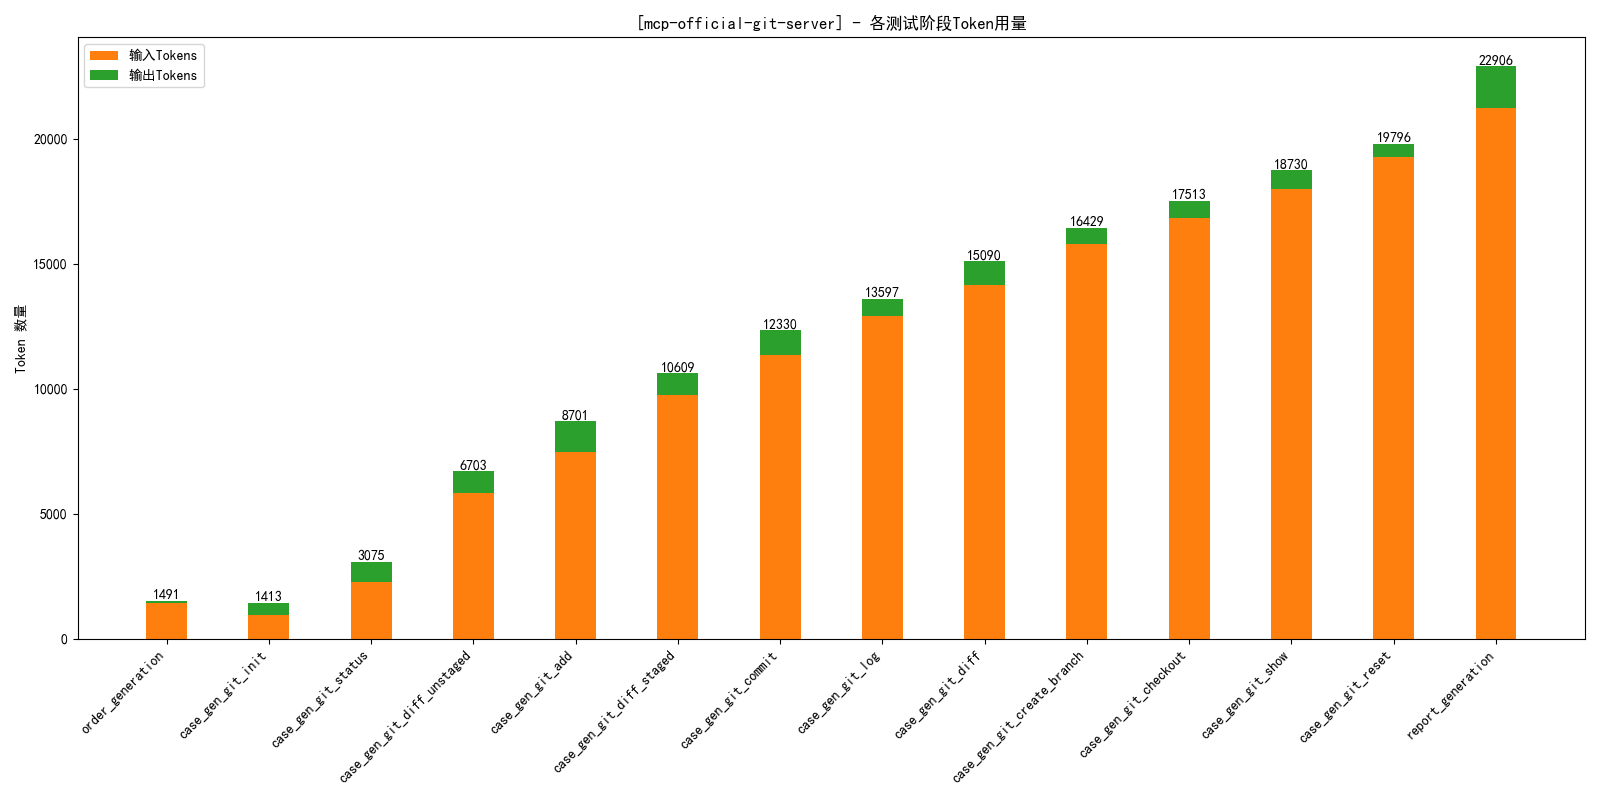 [mcp-official-git-server] - 各测试阶段Token用量
输入Tokens
输出Tokens
Token 数量
20000
15000
10000
5000
0
1491
1413
3075
6703
8701
10609
12330
13597
15090
16429
17513
18730
19796
22906
order_generation
case_gen_git_init
case_gen_git_status
case_gen_git_diff_unstaged
case_gen_git_add
case_gen_git_diff_staged
case_gen_git_commit
case_gen_git_log
case_gen_git_diff
case_gen_git_create_branch
case_gen_git_checkout
case_gen_git_show
case_gen_git_reset
report_generation